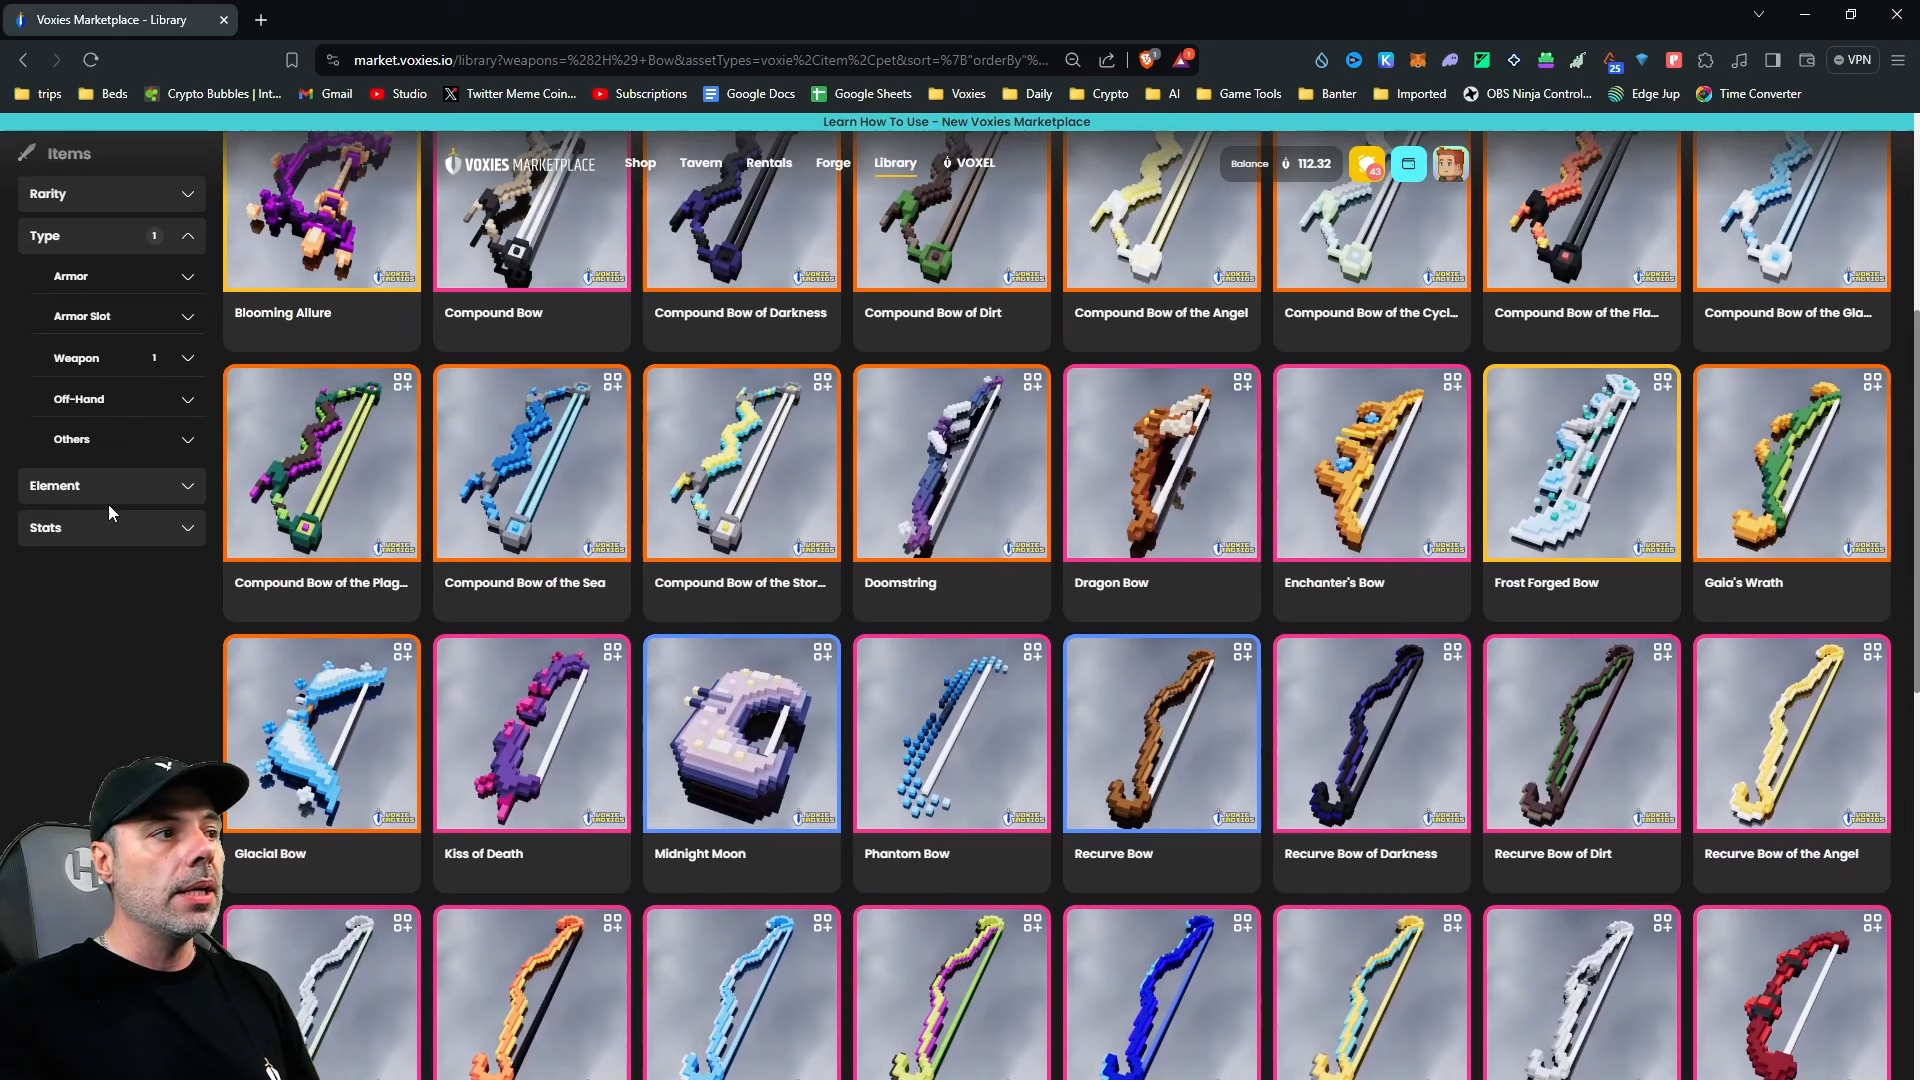 Voxies Marketplace - Library
market.voxies.io/library?weapons=%282H%29+Bow&assetTypes=voxie%2Citem%2Cpet&sort=%7B"orderBy"%...
1
1
25
VPN
trips
Beds
Crypto Bubbles | Int...
Gmail
Studio
Twitter Meme Coin...
Subscriptions
Google Docs
Google Sheets
Voxies
Daily
Crypto
AI
Game Tools
Banter
Imported
OBS Ninja Control...
Edge Jup
Time Converter
Learn How To Use - New Voxies Marketplace
VOXIES MARKETPLACE
Shop
Tavern
Rentals
Forge
Library
VOXEL
Balance
112.32
43
Items
Rarity
Type 1
Armor
Armor Slot
Weapon 1
Off-Hand
Others
Element
Stats
Blooming Allure
Compound Bow
Compound Bow of Darkness
Compound Bow of Dirt
Compound Bow of the Angel
Compound Bow of the Cycl...
Compound Bow of the Fla...
Compound Bow of the Gla...
Compound Bow of the Plag...
Compound Bow of the Sea
Compound Bow of the Stor...
Doomstring
Dragon Bow
Enchanter's Bow
Frost Forged Bow
Gaia's Wrath
Glacial Bow
Kiss of Death
Midnight Moon
Phantom Bow
Recurve Bow
Recurve Bow of Darkness
Recurve Bow of Dirt
Recurve Bow of the Angel